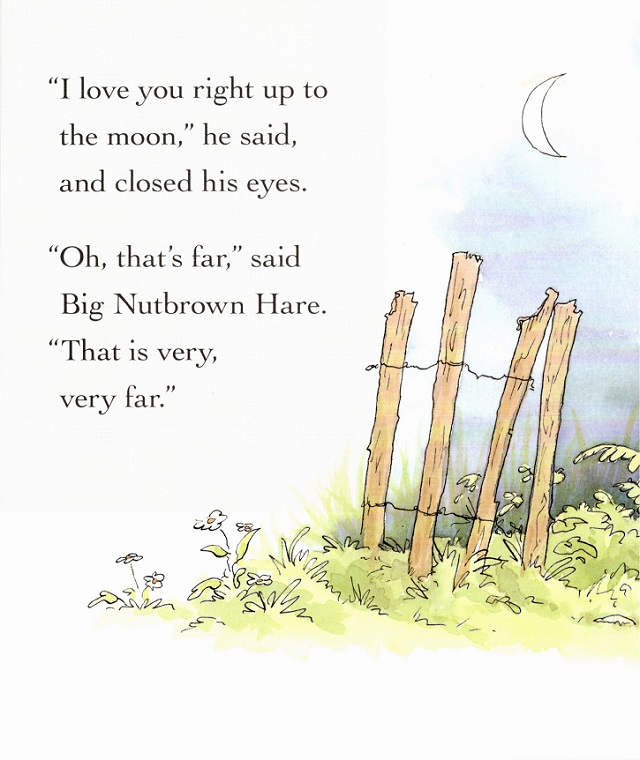 “I love you right up to
the moon,” he said,
and closed his eyes.
“Oh, that’s far,” said
Big Nutbrown Hare.
“That is very,
very far.”